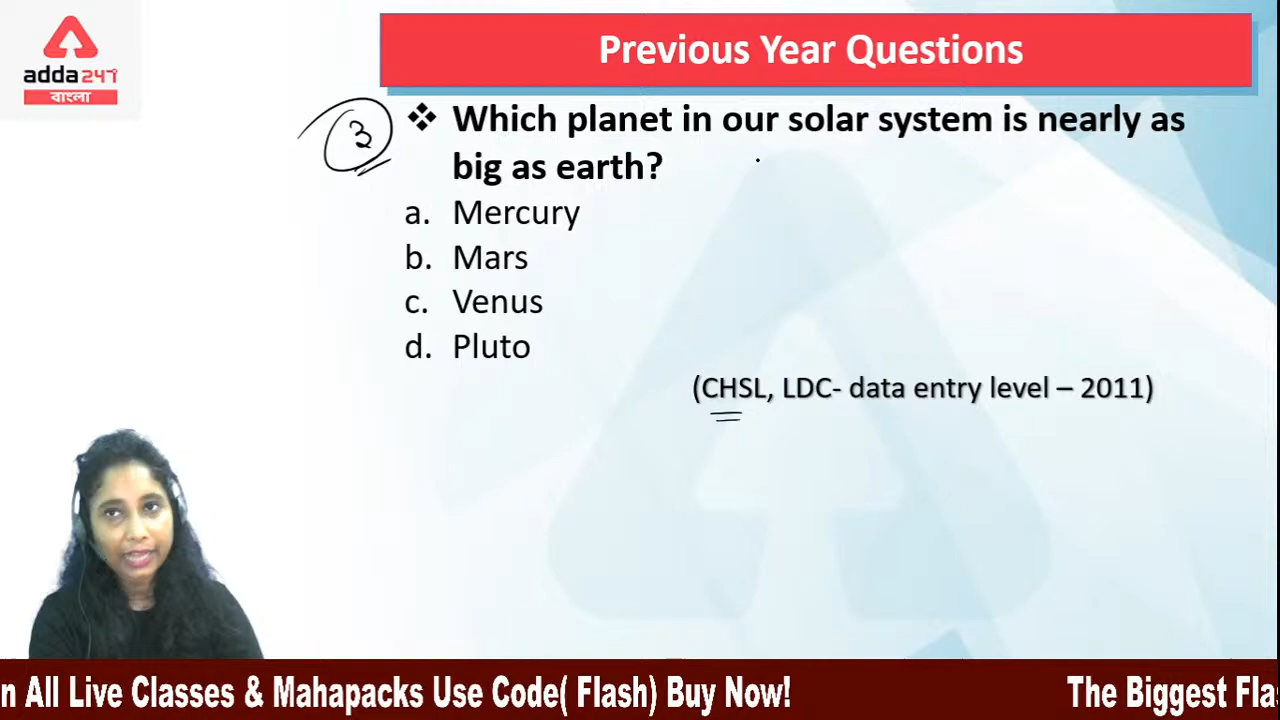 adda247
বাংলা
Previous Year Questions
3
❖ Which planet in our solar system is nearly as
big as earth?
a. Mercury
b. Mars
c. Venus
d. Pluto
(CHSL, LDC- data entry level – 2011)
n All Live Classes & Mahapacks Use Code( Flash) Buy Now! The Biggest Fla